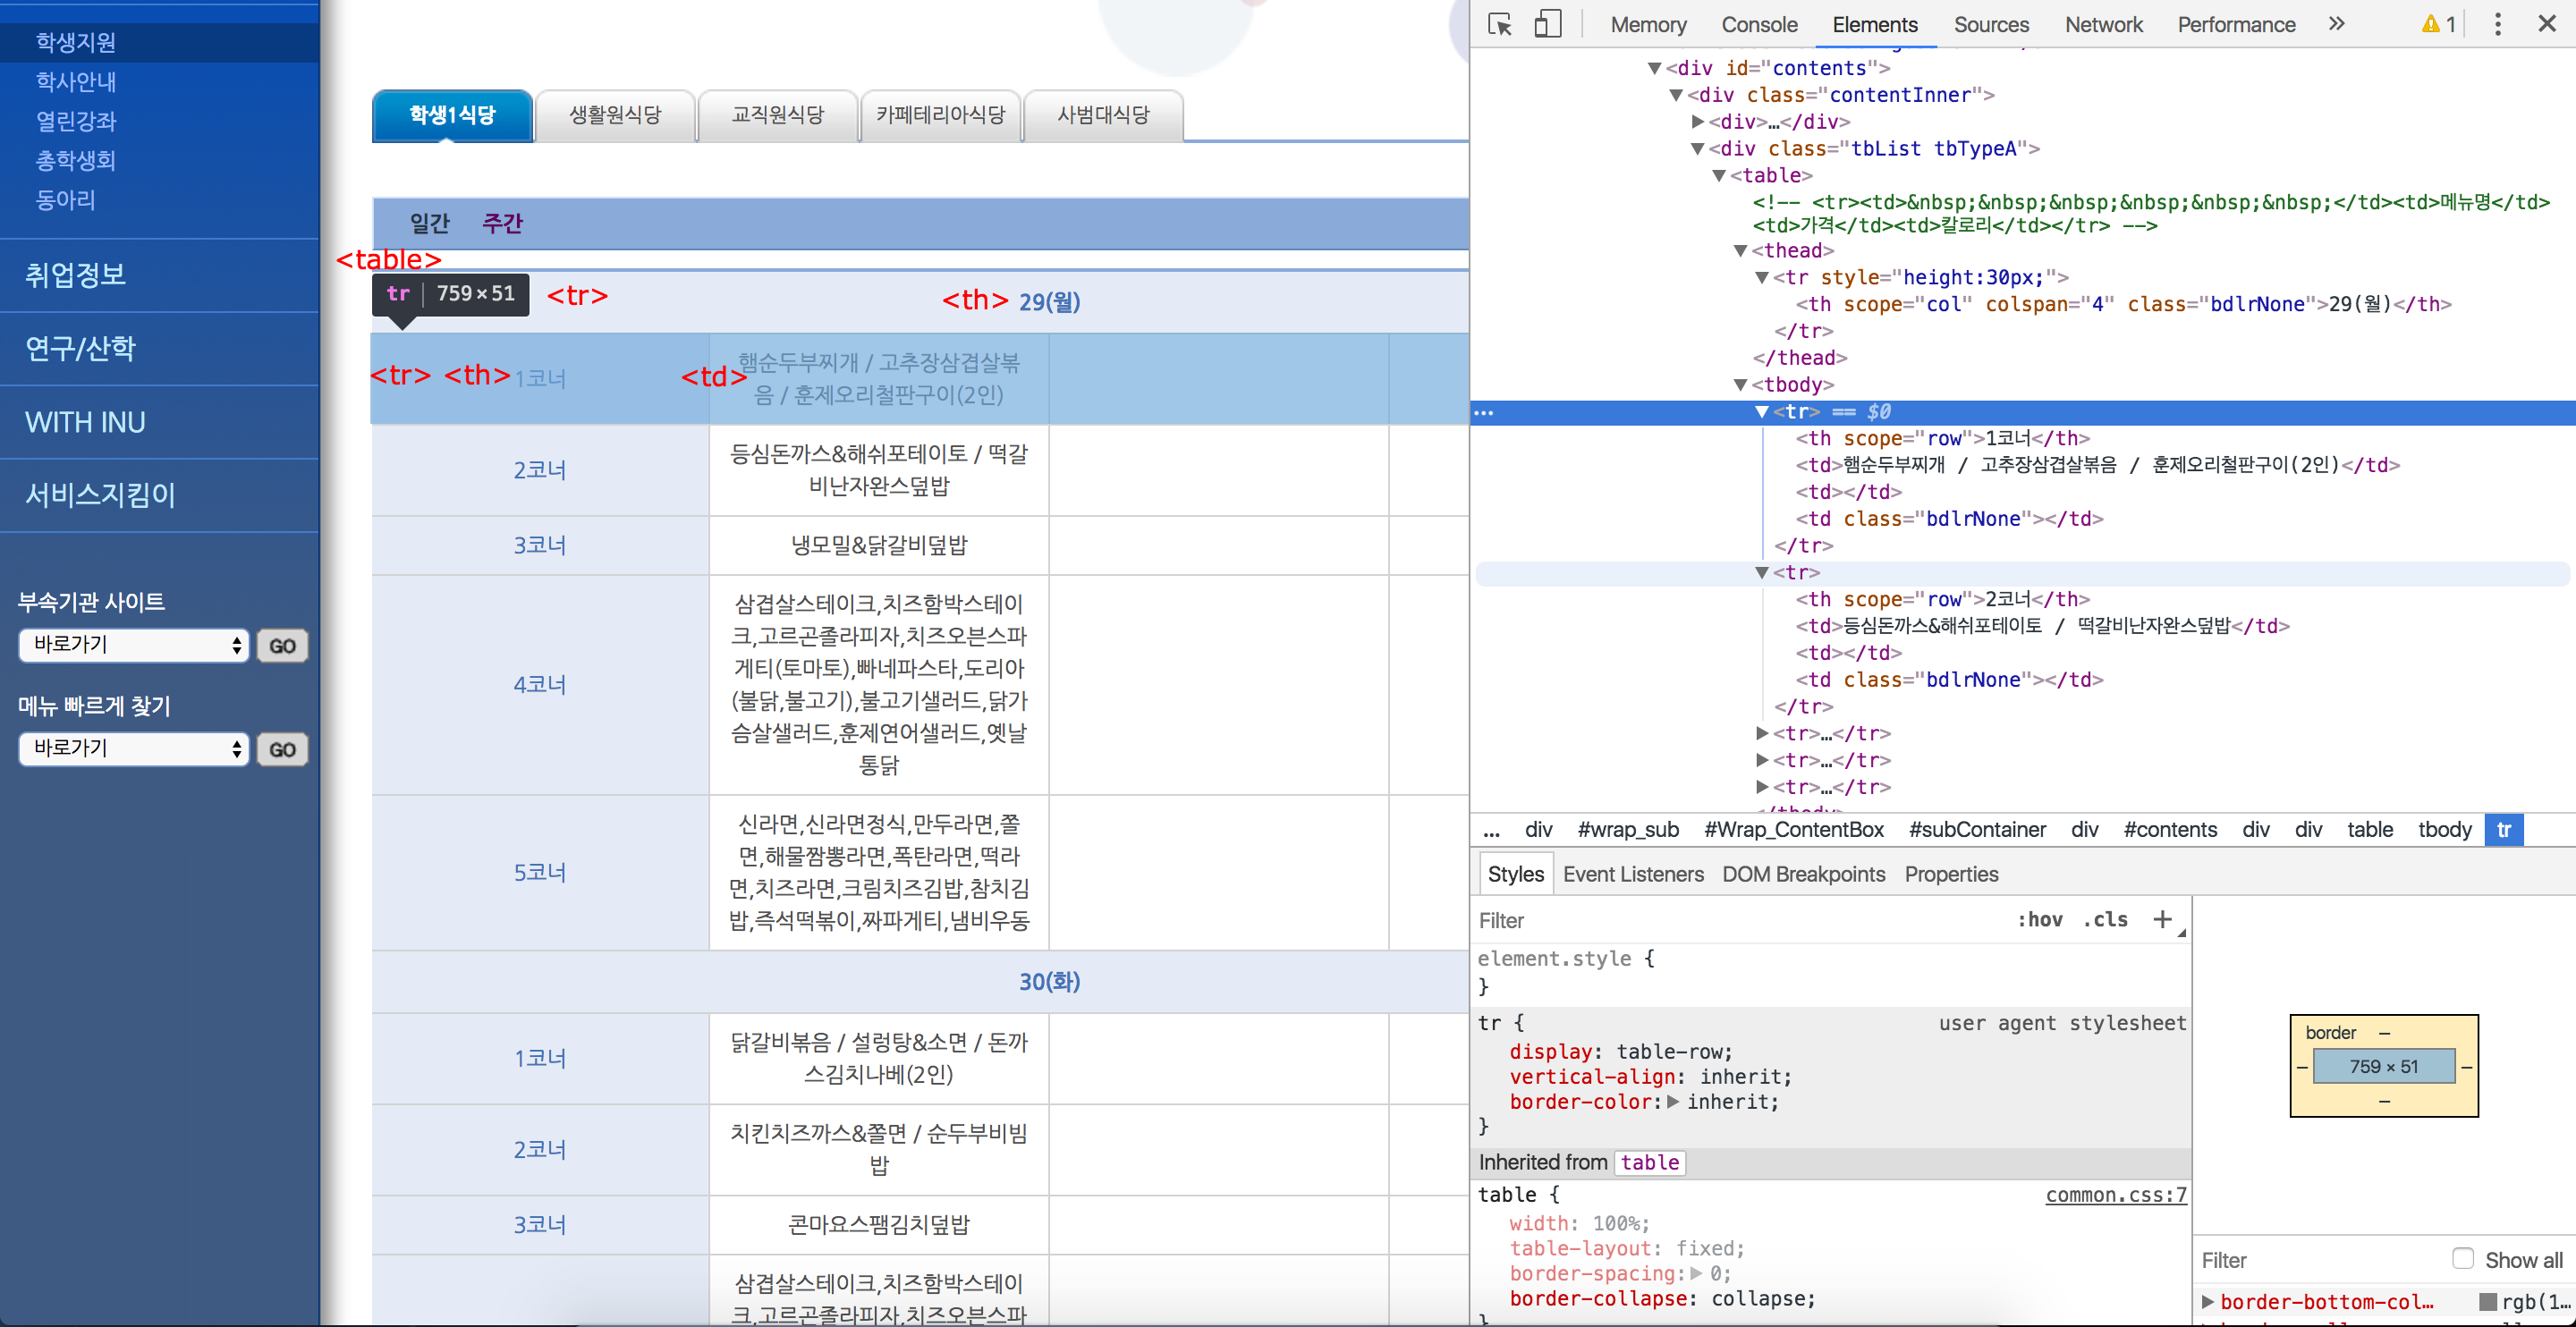 학생지원
학사안내
열린강좌
총학생회
동아리
취업정보
연구/산학
WITH INU
서비스지킴이
부속기관 사이트
바로가기 GO
메뉴 빠르게 찾기
바로가기 GO
학생1식당 생활원식당 교직원식당 카페테리아식당 사범대식당
일간 주간
<table>
tr 759×51 <tr> <th> 29(월)
<tr> <th> 1코너 <td> 햄순두부찌개 / 고추장삼겹살볶
음 / 훈제오리철판구이(2인)
2코너
등심돈까스&해쉬포테이토 / 떡갈
비난자완스덮밥
3코너 냉모밀&닭갈비덮밥
4코너
삼겹살스테이크,치즈함박스테이
크,고르곤졸라피자,치즈오븐스파
게티(토마토),빠네파스타,도리아
(불닭,불고기),불고기샐러드,닭가
슴살샐러드,훈제연어샐러드,옛날
통닭
5코너
신라면,신라면정식,만두라면,쫄
면,해물짬뽕라면,폭탄라면,떡라
면,치즈라면,크림치즈김밥,참치김
밥,즉석떡볶이,짜파게티,냄비우동
30(화)
1코너
닭갈비볶음 / 설렁탕&소면 / 돈까
스김치나베(2인)
2코너
치킨치즈까스&쫄면 / 순두부비빔
밥
3코너 콘마요스팸김치덮밥
삼겹살스테이크,치즈함박스테이
크,고르곤졸라피자,치즈오븐스파
Memory Console Elements Sources Network Performance » 1
<div id="contents">
<div class="contentInner">
<div>…</div>
<div class="tbList tbTypeA">
<table>
<!-- <tr><td>&nbsp;&nbsp;&nbsp;&nbsp;&nbsp;&nbsp;</td><td>메뉴명</td>
<td>가격</td><td>칼로리</td></tr> -->
<thead>
<tr style="height:30px;">
<th scope="col" colspan="4" class="bdlrNone">29(월)</th>
</tr>
</thead>
<tbody>
… <tr> == $0
<th scope="row">1코너</th>
<td>햄순두부찌개 / 고추장삼겹살볶음 / 훈제오리철판구이(2인)</td>
<td></td>
<td class="bdlrNone"></td>
</tr>
<tr>
<th scope="row">2코너</th>
<td>등심돈까스&해쉬포테이토 / 떡갈비난자완스덮밥</td>
<td></td>
<td class="bdlrNone"></td>
</tr>
<tr>…</tr>
<tr>…</tr>
<tr>…</tr>
... div #wrap_sub #Wrap_ContentBox #subContainer div #contents div div table tbody tr
Styles Event Listeners DOM Breakpoints Properties
Filter :hov .cls +
element.style {
}
tr { user agent stylesheet
display: table-row;
vertical-align: inherit;
border-color: inherit;
}
Inherited from table
table { common.css:7
width: 100%;
table-layout: fixed;
border-spacing: 0;
border-collapse: collapse;
border –
– 759 × 51 –
–
Filter Show all
border-bottom-col… rgb(1…